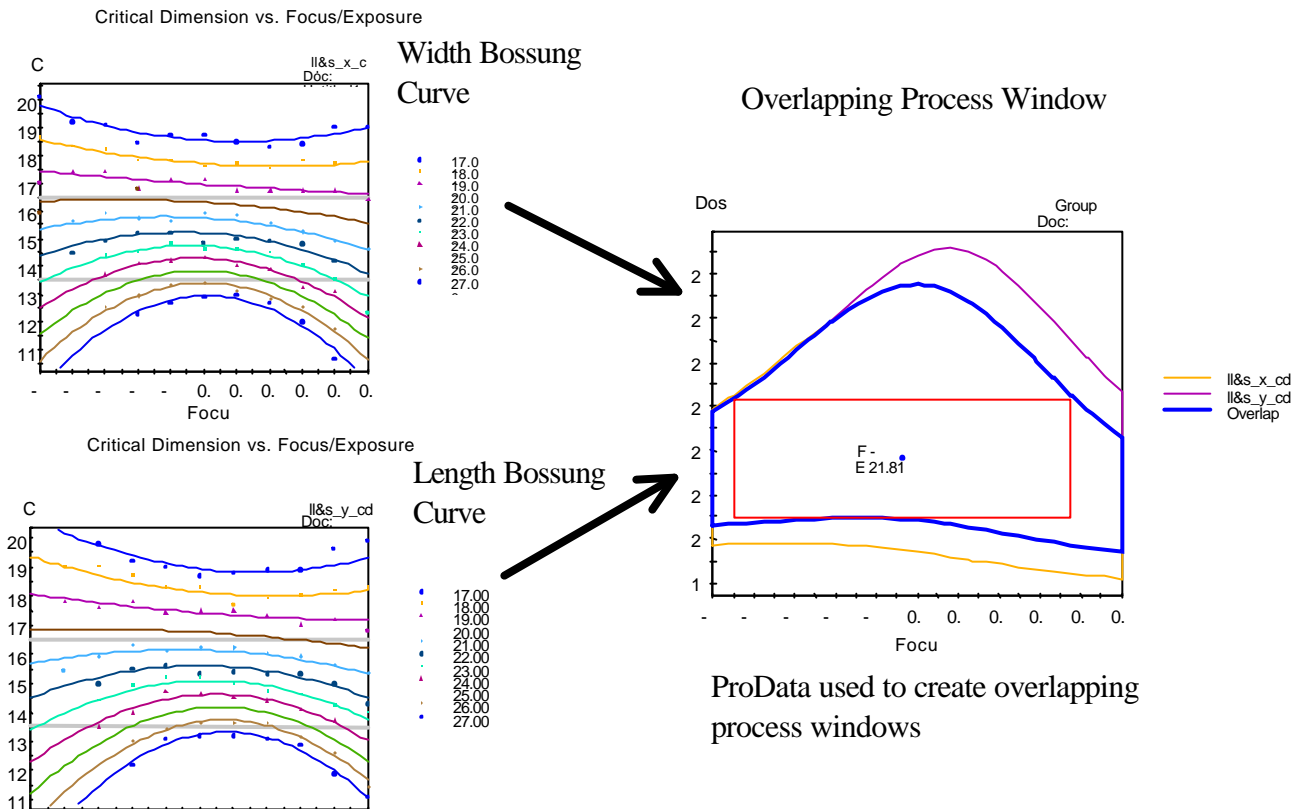 Critical Dimension vs. Focus/Exposure
C
ll&s_x_c
Doc:
20
19
18
17
16
15
14
13
12
11
- - - - - 0. 0. 0. 0. 0. 0.
Focu
Width Bossung
Curve
17.0
18.0
19.0
20.0
21.0
22.0
23.0
24.0
25.0
26.0
27.0
Critical Dimension vs. Focus/Exposure
C
ll&s_y_cd
Doc:
20
19
18
17
16
15
14
13
12
11
Length Bossung
Curve
17.00
18.00
19.00
20.00
21.00
22.00
23.00
24.00
25.00
26.00
27.00
Overlapping Process Window
Dos
Group
Doc:
2
2
2
2
2
2
2
1
F -
E 21.81
- - - - - 0. 0. 0. 0. 0. 0.
Focu
ll&s_x_cd
ll&s_y_cd
Overlap
ProData used to create overlapping
process windows